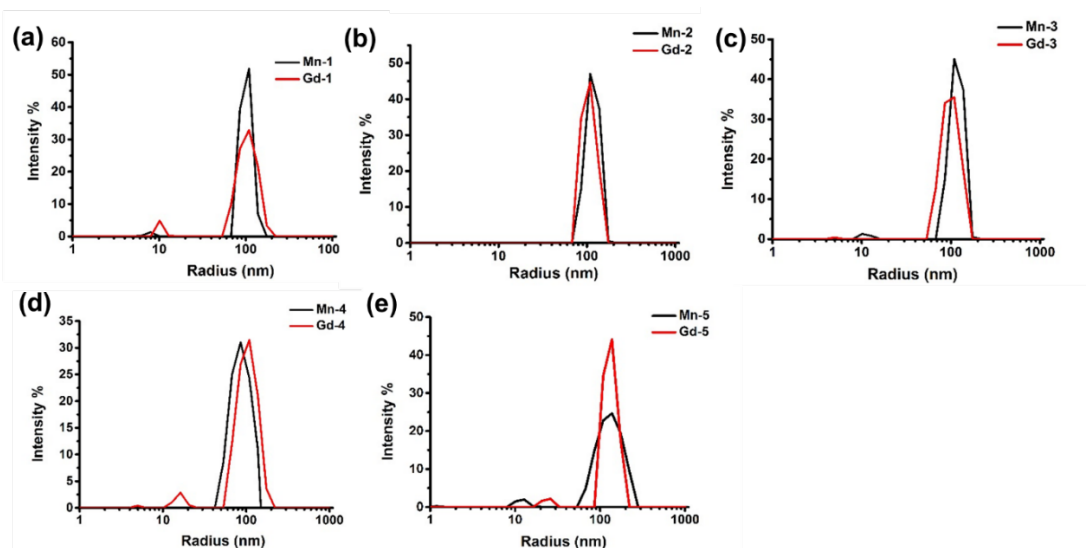 (a)
60
50
40
30
20
10
0
Intensity %
Mn-1
Gd-1
1 10 100 100
Radius (nm)
(b)
50
40
30
20
10
0
Intensity %
Mn-2
Gd-2
1 10 100 1000
Radius (nm)
(c)
50
40
30
20
10
0
Intensity %
Mn-3
Gd-3
1 10 100 1000
Radius (nm)
(d)
35
30
25
20
15
10
5
0
Intensity %
Mn-4
Gd-4
1 10 100 1000
Radius (nm)
(e)
50
40
30
20
10
0
Intensity %
Mn-5
Gd-5
1 10 100 1000
Radius (nm)